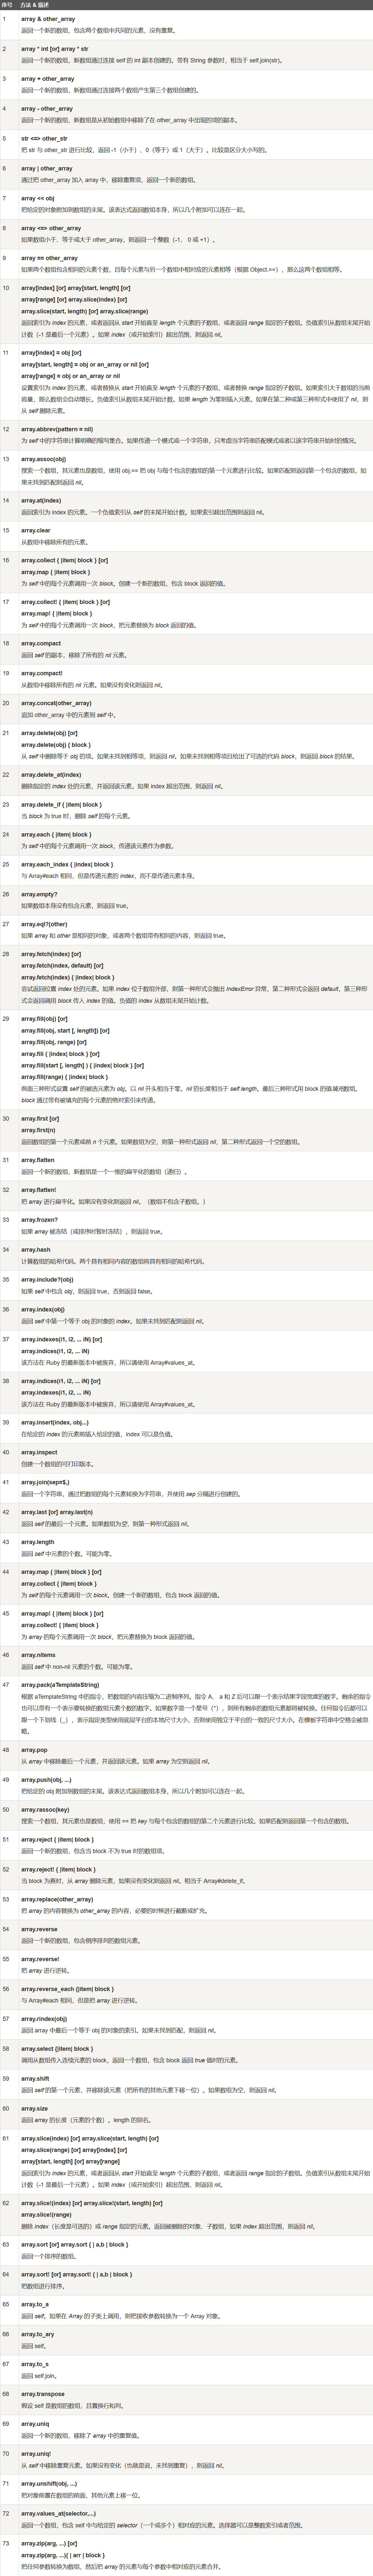 序号 方法 & 描述
1 array & other_array
返回一个新的数组，包含两个数组中共同的元素，没有重复。
2 array * int [or] array * str
返回一个新的数组，新数组通过连接 self 的 int 副本创建的。带有 String 参数时，相当于 self.join(str)。
3 array + other_array
返回一个新的数组，新数组通过连接两个数组产生第三个数组创建的。
4 array - other_array
返回一个新的数组，新数组是从初始数组中移除了在 other_array 中出现的项的副本。
5 str <=> other_str
把 str 与 other_str 进行比较，返回 -1（小于）、0（等于）或 1（大于）。比较是区分大小写的。
6 array | other_array
通过把 other_array 加入 array 中，移除重复项，返回一个新的数组。
7 array << obj
把给定的对象附加到数组的末尾。该表达式返回数组本身，所以几个附加可以连在一起。
8 array <=> other_array
如果数组小于、等于或大于 other_array，则返回一个整数（-1、 0 或 +1）。
9 array == other_array
如果两个数组包含相同的元素个数，且每个元素与另一个数组中相对应的元素相等（根据 Object.==），那么这两个数组相等。
10 array[index] [or] array[start, length] [or]
array[range] [or] array.slice(index) [or]
array.slice(start, length) [or] array.slice(range)
返回索引为 index 的元素，或者返回从 start 开始直至 length 个元素的子数组，或者返回 range 指定的子数组。负值索引从数组末尾开始
计数（-1 是最后一个元素）。如果 index（或开始索引）超出范围，则返回 nil。
11 array[index] = obj [or]
array[start, length] = obj or an_array or nil [or]
array[range] = obj or an_array or nil
设置索引为 index 的元素，或者替换从 start 开始直至 length 个元素的子数组，或者替换 range 指定的子数组。如果索引大于数组的当前
容量，那么数组会自动增长。负值索引从数组末尾开始计数。如果 length 为零则插入元素。如果在第二种或第三种形式中使用了 nil，则
从 self 删除元素。
12 array.abbrev(pattern = nil)
为 self 中的字符串计算明确的缩写集合。如果传递一个模式或一个字符串，只考虑当字符串匹配模式或者以该字符串开始时的情况。
13 array.assoc(obj)
搜索一个数组，其元素也是数组，使用 obj.== 把 obj 与每个包含的数组的第一个元素进行比较。如果匹配则返回第一个包含的数组，如
果未找到匹配则返回 nil。
14 array.at(index)
返回索引为 index 的元素。一个负值索引从 self 的末尾开始计数。如果索引超出范围则返回 nil。
15 array.clear
从数组中移除所有的元素。
16 array.collect { |item| block } [or]
array.map { |item| block }
为 self 中的每个元素调用一次 block。创建一个新的数组，包含 block 返回的值。
17 array.collect! { |item| block } [or]
array.map! { |item| block }
为 self 中的每个元素调用一次 block，把元素替换为 block 返回的值。
18 array.compact
返回 self 的副本，移除了所有的 nil 元素。
19 array.compact!
从数组中移除所有的 nil 元素。如果没有变化则返回 nil。
20 array.concat(other_array)
追加 other_array 中的元素到 self 中。
21 array.delete(obj) [or]
array.delete(obj) { block }
从 self 中删除等于 obj 的项。如果未找到相等项，则返回 nil。如果未找到相等项且给出了可选的代码 block，则返回 block 的结果。
22 array.delete_at(index)
删除指定的 index 处的元素，并返回该元素。如果 index 超出范围，则返回 nil。
23 array.delete_if { |item| block }
当 block 为 true 时，删除 self 的每个元素。
24 array.each { |item| block }
为 self 中的每个元素调用一次 block，传递该元素作为参数。
25 array.each_index { |index| block }
与 Array#each 相同，但是传递元素的 index，而不是传递元素本身。
26 array.empty?
如果数组本身没有包含元素，则返回 true。
27 array.eql?(other)
如果 array 和 other 是相同的对象，或者两个数组带有相同的内容，则返回 true。
28 array.fetch(index) [or]
array.fetch(index, default) [or]
array.fetch(index) { |index| block }
尝试返回位置 index 处的元素。如果 index 位于数组外部，则第一种形式会抛出 IndexError 异常，第二种形式会返回 default，第三种形
式会返回调用 block 传入 index 的值。负值的 index 从数组末尾开始计数。
29 array.fill(obj) [or]
array.fill(obj, start [, length]) [or]
array.fill(obj, range) [or]
array.fill { |index| block } [or]
array.fill(start [, length] ) { |index| block } [or]
array.fill(range) { |index| block }
前面三种形式设置 self 的被选元素为 obj。以 nil 开头相当于零。nil 的长度相当于 self.length。最后三种形式用 block 的值填充数组。
block 通过带有被填充的每个元素的绝对索引来传递。
30 array.first [or]
array.first(n)
返回数组的第一个元素或前 n 个元素。如果数组为空，则第一种形式返回 nil，第二种形式返回一个空的数组。
31 array.flatten
返回一个新的数组，新数组是一个一维的扁平化的数组（递归）。
32 array.flatten!
把 array 进行扁平化。如果没有变化则返回 nil。（数组不包含子数组。）
33 array.frozen?
如果 array 被冻结（或排序时暂时冻结），则返回 true。
34 array.hash
计算数组的哈希代码。两个具有相同内容的数组将具有相同的哈希代码。
35 array.include?(obj)
如果 self 中包含 obj，则返回 true，否则返回 false。
36 array.index(obj)
返回 self 中第一个等于 obj 的对象的 index。如果未找到匹配则返回 nil。
37 array.indexes(i1, i2, ... iN) [or]
array.indices(i1, i2, ... iN)
该方法在 Ruby 的最新版本中被废弃，所以请使用 Array#values_at。
38 array.indices(i1, i2, ... iN) [or]
array.indexes(i1, i2, ... iN)
该方法在 Ruby 的最新版本中被废弃，所以请使用 Array#values_at。
39 array.insert(index, obj...)
在给定的 index 的元素前插入给定的值，index 可以是负值。
40 array.inspect
创建一个数组的可打印版本。
41 array.join(sep=$,)
返回一个字符串，通过把数组的每个元素转换为字符串，并使用 sep 分隔进行创建的。
42 array.last [or] array.last(n)
返回 self 的最后一个元素。如果数组为空，则第一种形式返回 nil。
43 array.length
返回 self 中元素的个数。可能为零。
44 array.map { |item| block } [or]
array.collect { |item| block }
为 self 的每个元素调用一次 block。创建一个新的数组，包含 block 返回的值。
45 array.map! { |item| block } [or]
array.collect! { |item| block }
为 array 的每个元素调用一次 block，把元素替换为 block 返回的值。
46 array.nitems
返回 self 中 non-nil 元素的个数。可能为零。
47 array.pack(aTemplateString)
根据 aTemplateString 中的指令，把数组的内容压缩为二进制序列。指令 A、 a 和 Z 后可以跟一个表示结果字段宽度的数字。剩余的指令
也可以带有一个表示要转换的数组元素个数的数字。如果数字是一个星号（*），则所有剩余的数组元素都将被转换。任何指令后都可以
跟一个下划线（_），表示指定类型使用底层平台的本地尺寸大小，否则使用独立于平台的一致的尺寸大小。在模板字符串中空格会被忽
略。
48 array.pop
从 array 中移除最后一个元素，并返回该元素。如果 array 为空则返回 nil。
49 array.push(obj, ...)
把给定的 obj 附加到数组的末尾。该表达式返回数组本身，所以几个附加可以连在一起。
50 array.rassoc(key)
搜索一个数组，其元素也是数组，使用 == 把 key 与每个包含的数组的第二个元素进行比较。如果匹配则返回第一个包含的数组。
51 array.reject { |item| block }
返回一个新的数组，包含当 block 不为 true 时的数组项。
52 array.reject! { |item| block }
当 block 为真时，从 array 删除元素，如果没有变化则返回 nil。相当于 Array#delete_if。
53 array.replace(other_array)
把 array 的内容替换为 other_array 的内容，必要的时候进行截断或扩充。
54 array.reverse
返回一个新的数组，包含倒序排列的数组元素。
55 array.reverse!
把 array 进行逆转。
56 array.reverse_each {|item| block }
与 Array#each 相同，但是把 array 进行逆转。
57 array.rindex(obj)
返回 array 中最后一个等于 obj 的对象的索引。如果未找到匹配，则返回 nil。
58 array.select {|item| block }
调用从数组传入连续元素的 block，返回一个数组，包含 block 返回 true 值时的元素。
59 array.shift
返回 self 的第一个元素，并移除该元素（把所有的其他元素下移一位）。如果数组为空，则返回 nil。
60 array.size
返回 array 的长度（元素的个数）。length 的别名。
61 array.slice(index) [or] array.slice(start, length) [or]
array.slice(range) [or] array[index] [or]
array[start, length] [or] array[range]
返回索引为 index 的元素，或者返回从 start 开始直至 length 个元素的子数组，或者返回 range 指定的子数组。负值索引从数组末尾开始
计数（-1 是最后一个元素）。如果 index（或开始索引）超出范围，则返回 nil。
62 array.slice!(index) [or] array.slice!(start, length) [or]
array.slice!(range)
删除 index（长度是可选的）或 range 指定的元素。返回被删除的对象、子数组，如果 index 超出范围，则返回 nil。
63 array.sort [or] array.sort { | a,b | block }
返回一个排序的数组。
64 array.sort! [or] array.sort! { | a,b | block }
把数组进行排序。
65 array.to_a
返回 self。如果在 Array 的子类上调用，则把接收参数转换为一个 Array 对象。
66 array.to_ary
返回 self。
67 array.to_s
返回 self.join。
68 array.transpose
假设 self 是数组的数组，且置换行和列。
69 array.uniq
返回一个新的数组，移除了 array 中的重复值。
70 array.uniq!
从 self 中移除重复元素。如果没有变化（也就是说，未找到重复），则返回 nil。
71 array.unshift(obj, ...)
把对象前置在数组的前面，其他元素上移一位。
72 array.values_at(selector,...)
返回一个数组，包含 self 中与给定的 selector（一个或多个）相对应的元素。选择器可以是整数索引或者范围。
73 array.zip(arg, ...) [or]
array.zip(arg, ...){ | arr | block }
把任何参数转换为数组，然后把 array 的元素与每个参数中相对应的元素合并。